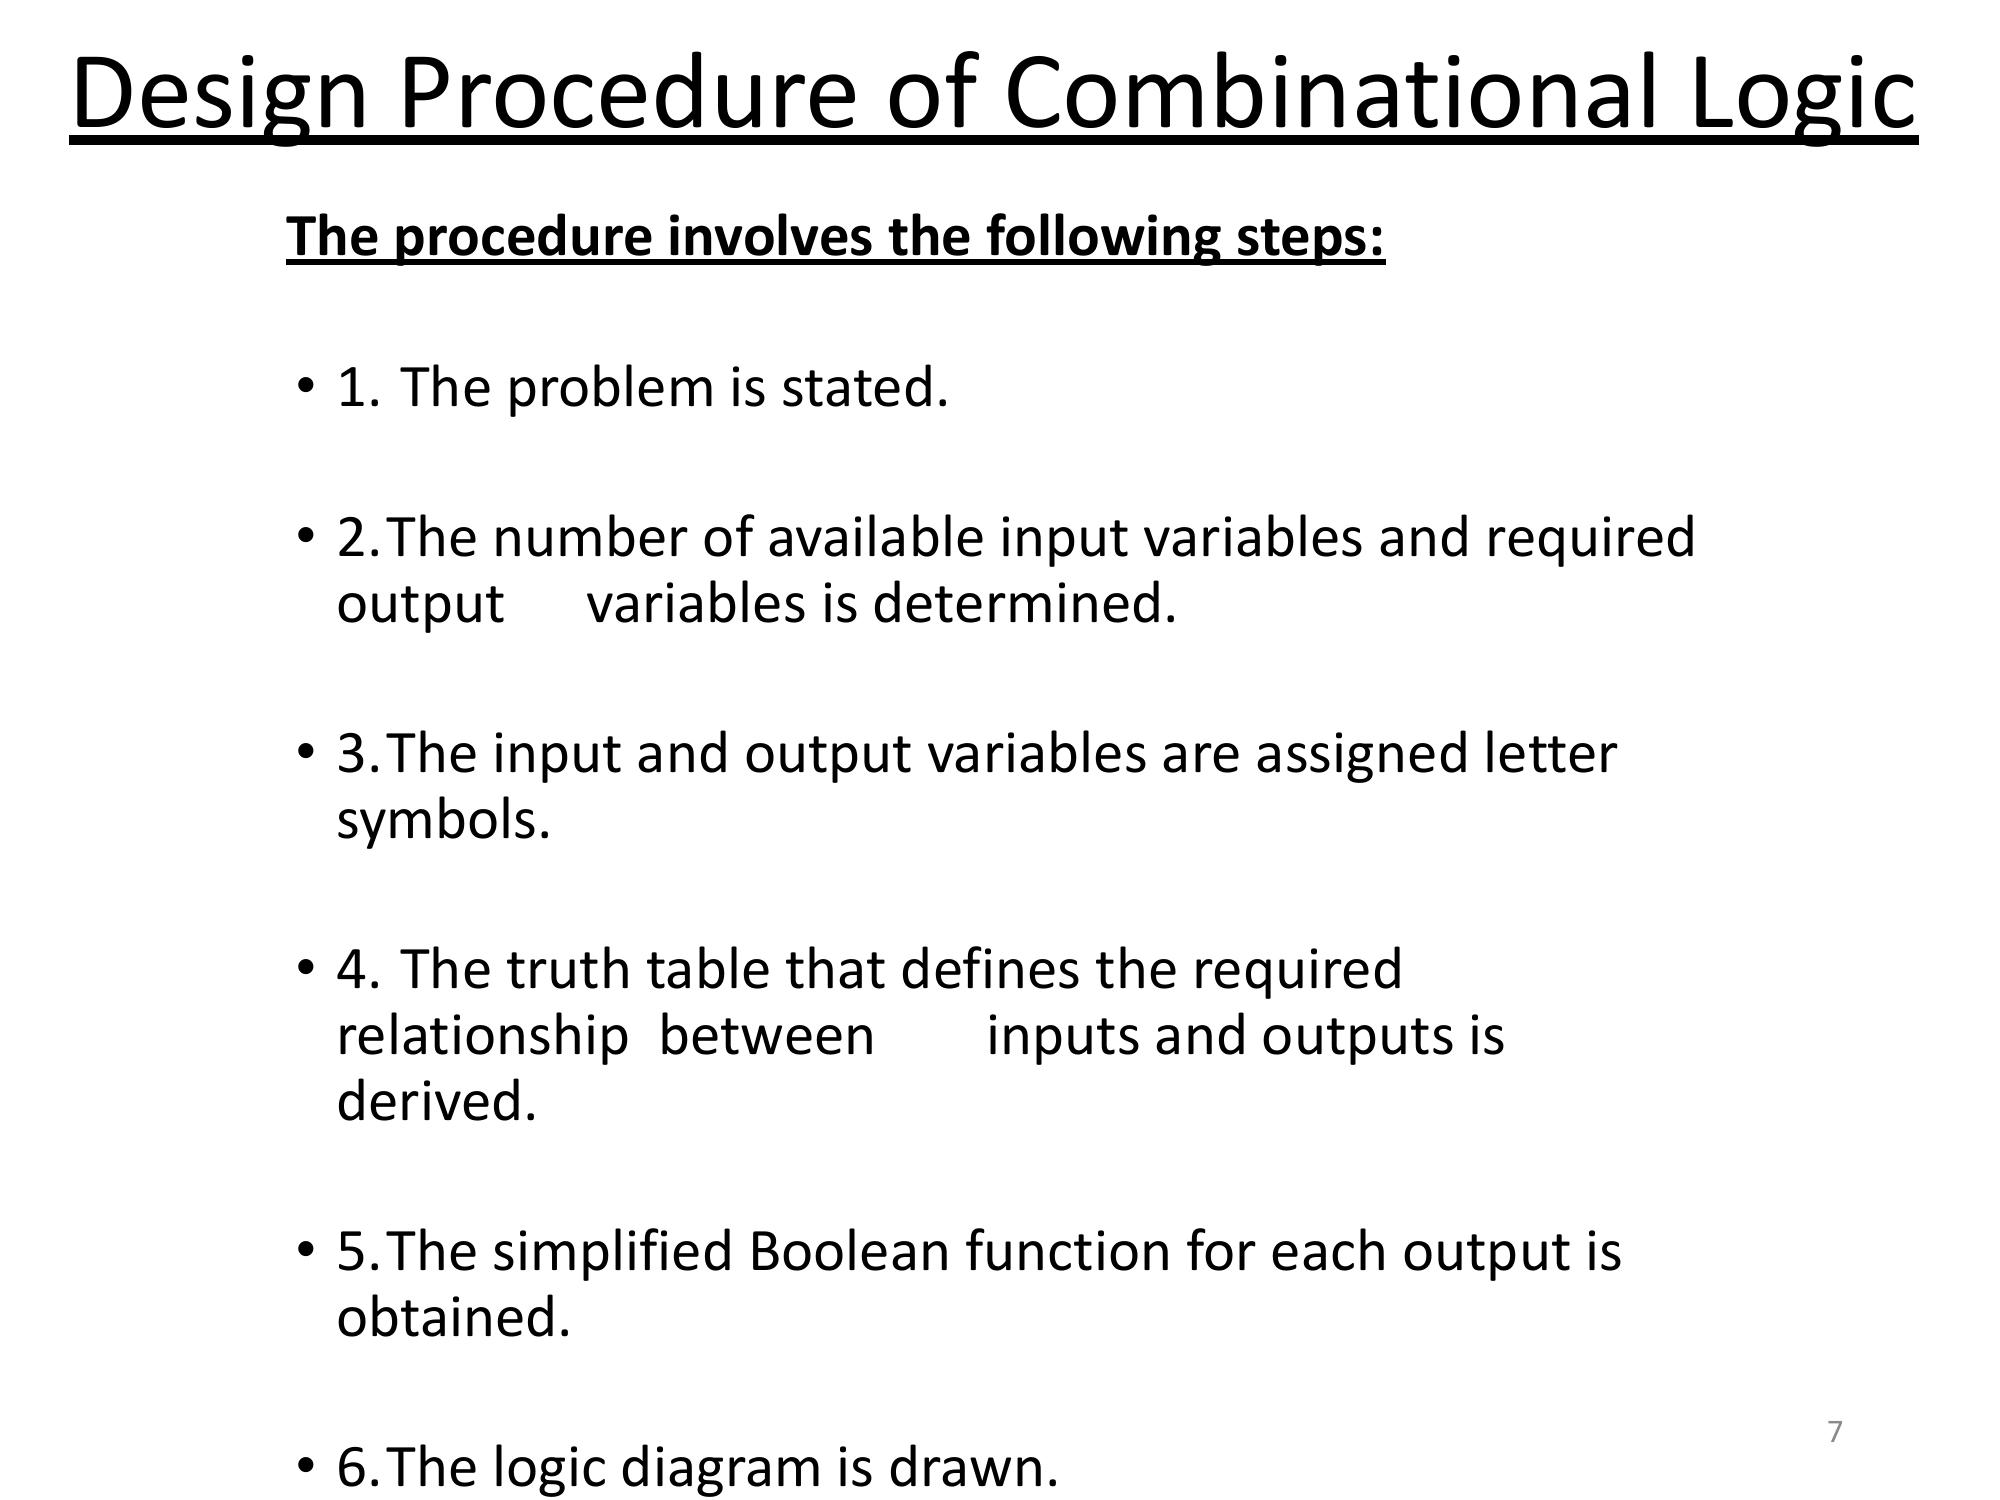 Design Procedure of Combinational Logic
The procedure involves the following steps:
• 1. The problem is stated.
• 2.The number of available input variables and required
output variables is determined.
• 3.The input and output variables are assigned letter
symbols.
• 4. The truth table that defines the required
relationship between inputs and outputs is
derived.
• 5.The simplified Boolean function for each output is
obtained.
7
• 6.The logic diagram is drawn.